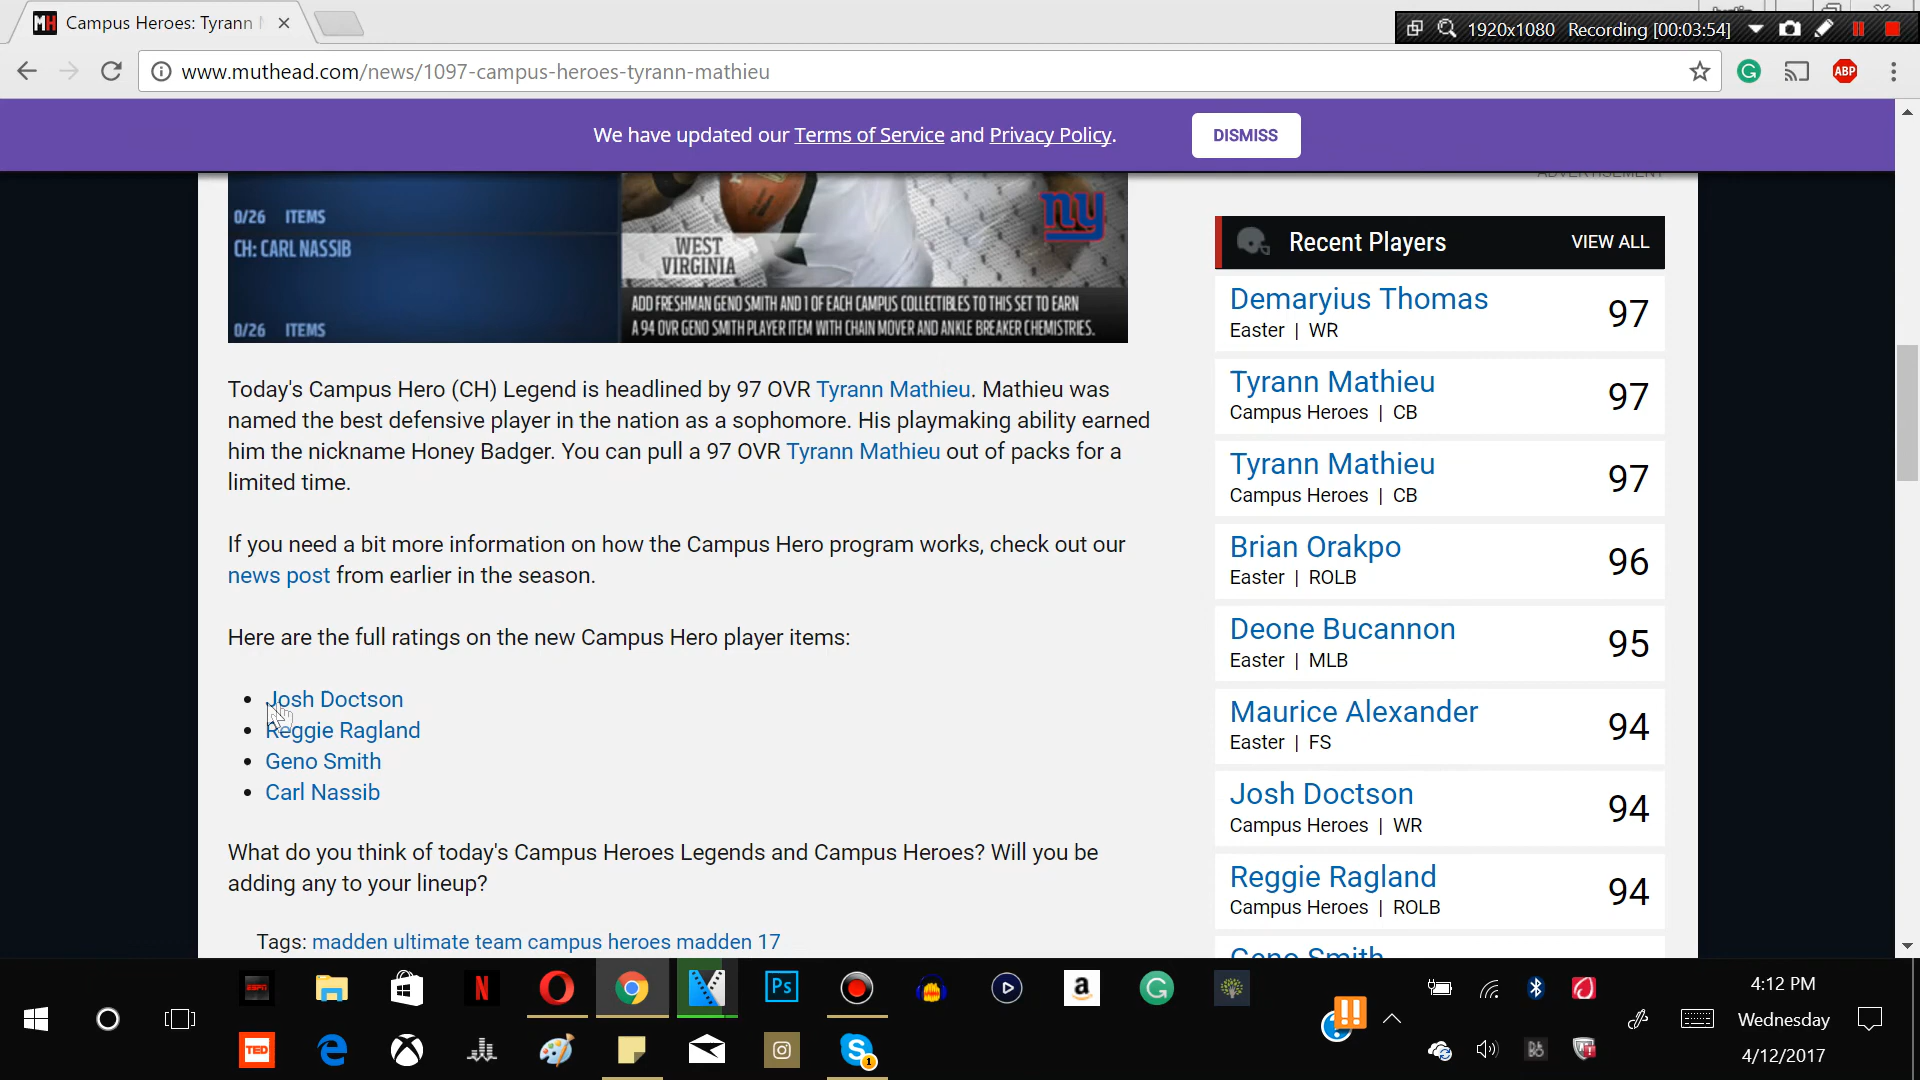 Campus Heroes: Tyrann M
1920x1080 Recording [00:03:54]
www.muthead.com/news/1097-campus-heroes-tyrann-mathieu
ABP
We have updated our Terms of Service and Privacy Policy.
DISMISS
ADVERTISEMENT
0/26 ITEMS
CH: CARL NASSIB
0/26 ITEMS
ny
WEST
VIRGINIA
ADD FRESHMAN GENO SMITH AND 1 OF EACH CAMPUS COLLECTIBLES TO THIS SET TO EARN
A 94 OVR GENO SMITH PLAYER ITEM WITH CHAIN MOVER AND ANKLE BREAKER CHEMISTRIES.
Today's Campus Hero (CH) Legend is headlined by 97 OVR Tyrann Mathieu. Mathieu was
named the best defensive player in the nation as a sophomore. His playmaking ability earned
him the nickname Honey Badger. You can pull a 97 OVR Tyrann Mathieu out of packs for a
limited time.
If you need a bit more information on how the Campus Hero program works, check out our
news post from earlier in the season.
Here are the full ratings on the new Campus Hero player items:
Josh Doctson
Reggie Ragland
Geno Smith
Carl Nassib
What do you think of today's Campus Heroes Legends and Campus Heroes? Will you be
adding any to your lineup?
Tags: madden ultimate team campus heroes madden 17
Recent Players VIEW ALL
Demaryius Thomas
Easter | WR
97
Tyrann Mathieu
Campus Heroes | CB
97
Tyrann Mathieu
Campus Heroes | CB
97
Brian Orakpo
Easter | ROLB
96
Deone Bucannon
Easter | MLB
95
Maurice Alexander
Easter | FS
94
Josh Doctson
Campus Heroes | WR
94
Reggie Ragland
Campus Heroes | ROLB
94
Geno Smith
ESPN
Ps
TED
4:12 PM
Wednesday
4/12/2017